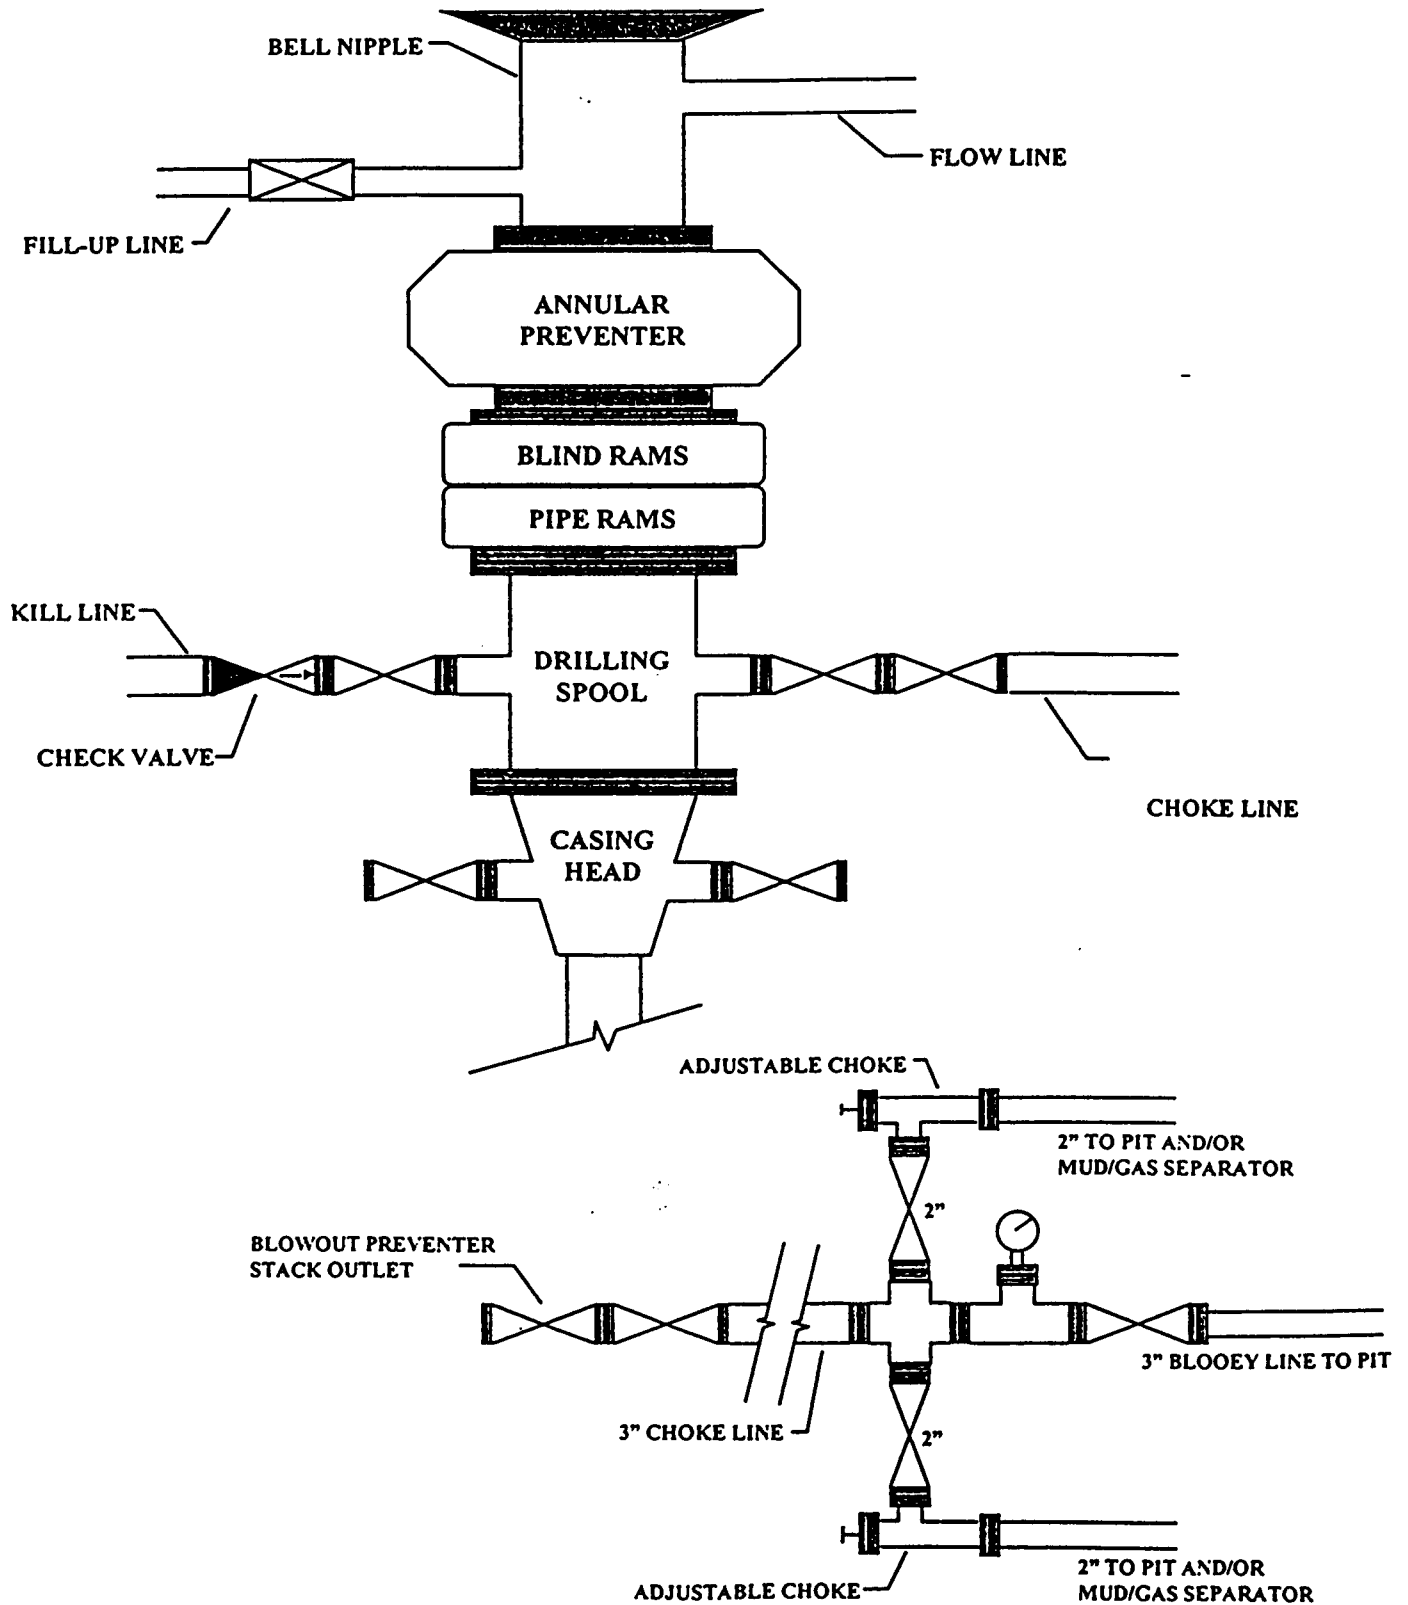 BELL NIPPLE
FLOW LINE
FILL-UP LINE
ANNULAR
PREVENTER
BLIND RAMS
PIPE RAMS
KILL LINE
DRILLING
SPOOL
CHECK VALVE
CHOKE LINE
CASING
HEAD
ADJUSTABLE CHOKE
2" TO PIT AND/OR
MUD/GAS SEPARATOR
2"
BLOWOUT PREVENTER
STACK OUTLET
3" BLOOEY LINE TO PIT
3" CHOKE LINE
2"
2" TO PIT AND/OR
MUD/GAS SEPARATOR
ADJUSTABLE CHOKE